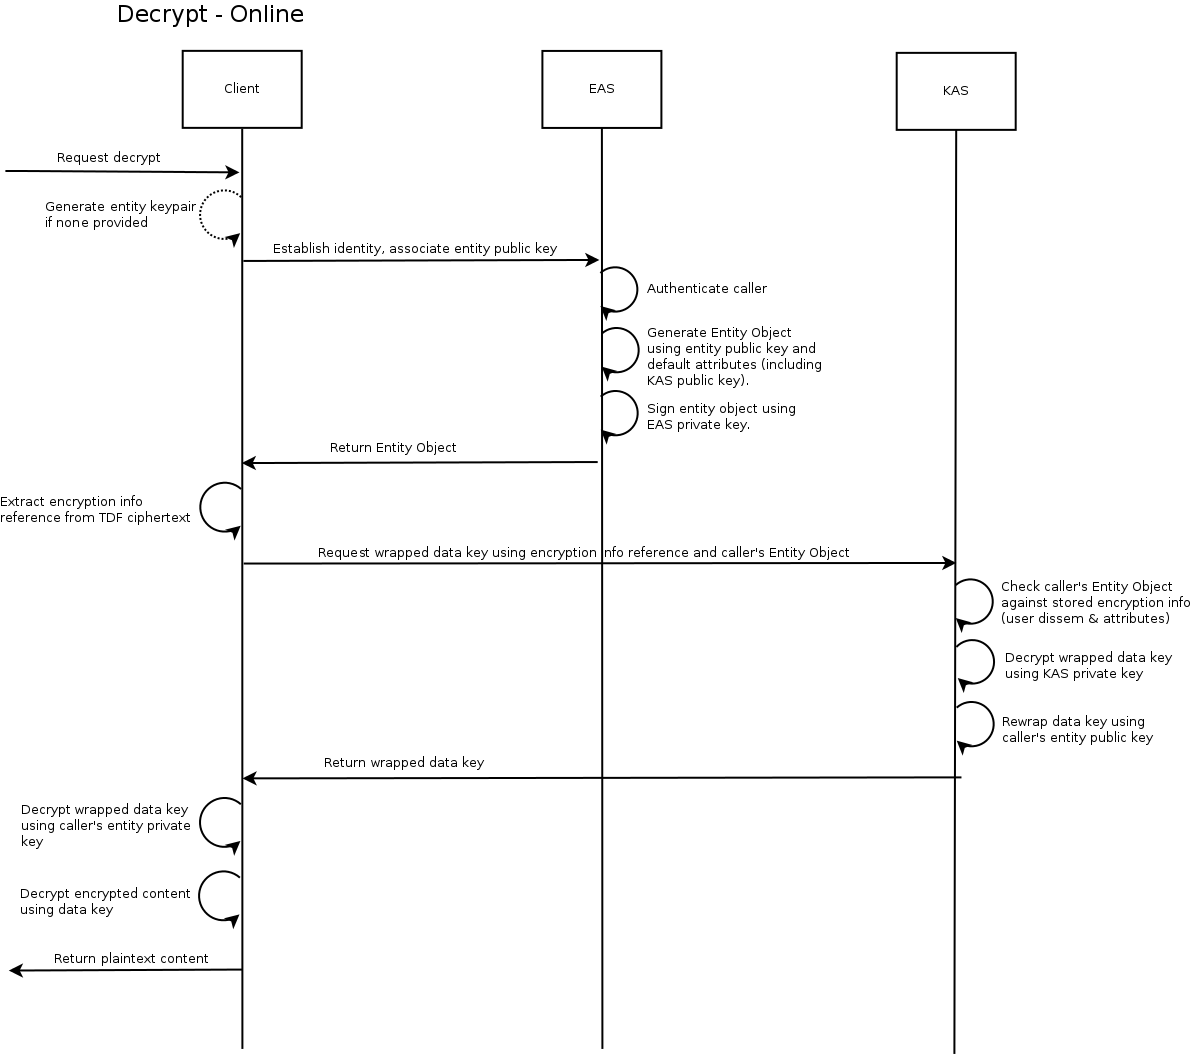 Decrypt - Online
Client
EAS
KAS
Request decrypt
Generate entity keypair
if none provided
Establish identity, associate entity public key
Authenticate caller
Generate Entity Object
using entity public key and
default attributes (including
KAS public key).
Sign entity object using
EAS private key.
Return Entity Object
Extract encryption info
reference from TDF ciphertext
Request wrapped data key using encryption info reference and caller's Entity Object
Check caller's Entity Object
against stored encryption info
(user dissem & attributes)
Decrypt wrapped data key
using KAS private key
Rewrap data key using
caller's entity public key
Return wrapped data key
Decrypt wrapped data key
using caller's entity private
key
Decrypt encrypted content
using data key
Return plaintext content